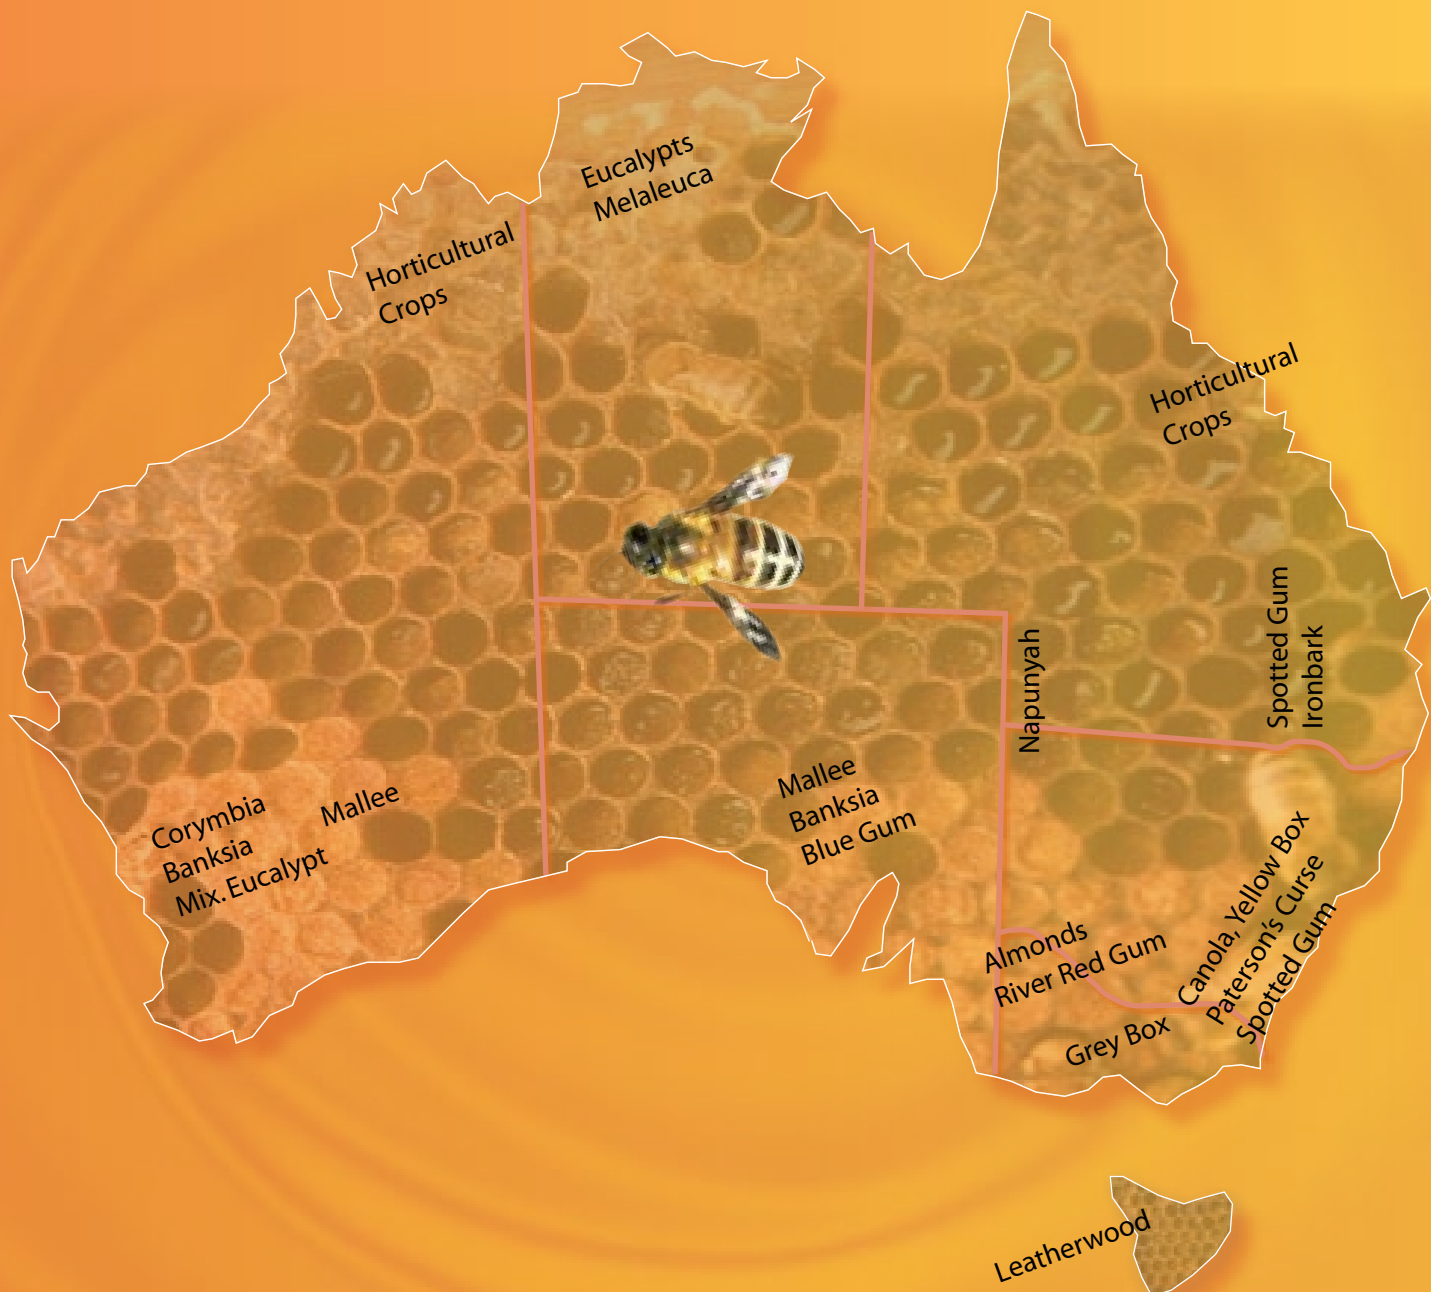 Eucalypts
Melaleuca
Horticultural
Crops
Horticultural
Crops
Spotted Gum
Ironbark
Napunyah
Corymbia
Banksia
Mix. Eucalypt
Mallee
Mallee
Banksia
Blue Gum
Almonds
River Red Gum
Canola, Yellow Box
Paterson's Curse
Spotted Gum
Grey Box
Leatherwood